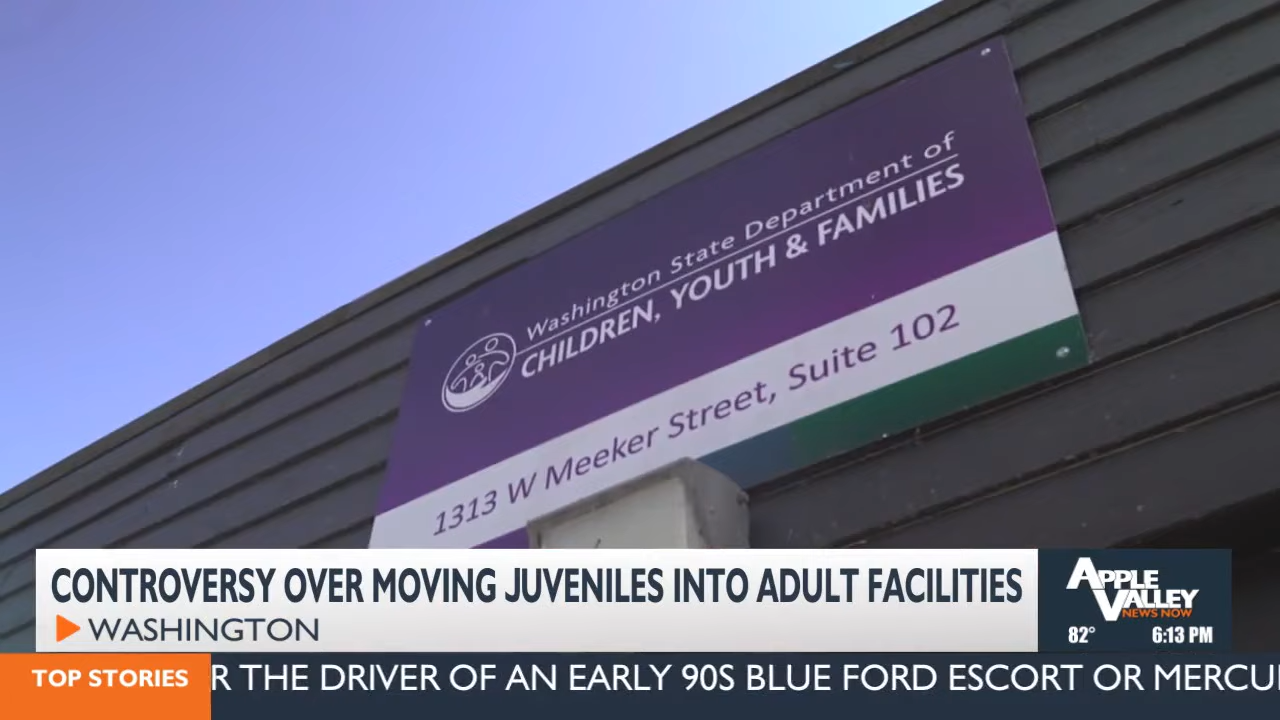 Washington State Department of
CHILDREN, YOUTH & FAMILIES
1313 W Meeker Street, Suite 102
CONTROVERSY OVER MOVING JUVENILES INTO ADULT FACILITIES
WASHINGTON
APPLE
VALLEY
NEWS NOW
82° 6:13 PM
TOP STORIES R THE DRIVER OF AN EARLY 90S BLUE FORD ESCORT OR MERCU